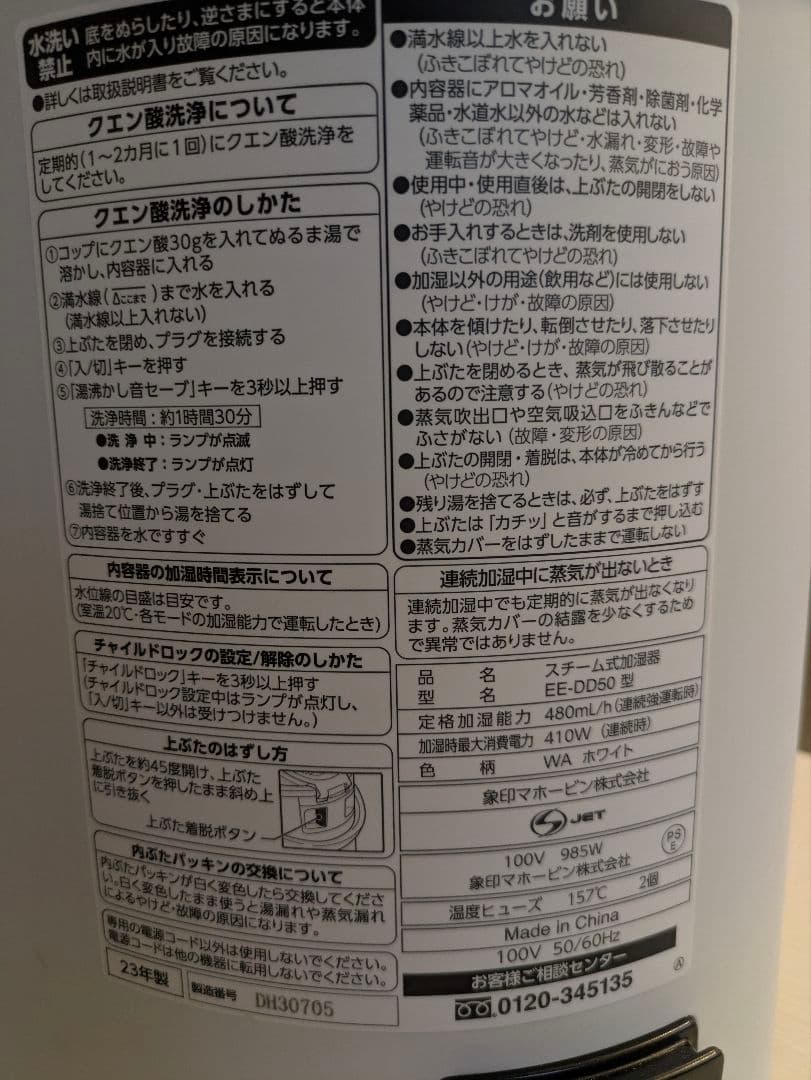 水洗い
禁止
底をぬらしたり、逆さまにすると本体
内に水が入り故障の原因になります。
●詳しくは取扱説明書をご覧ください。
クエン酸洗浄について
定期的(1〜2カ月に1回)にクエン酸洗浄を
してください。
クエン酸洗浄のしかた
①コップにクエン酸30gを入れてぬるま湯で
溶かし、内容器に入れる
②満水線(△ここまで)まで水を入れる
(満水線以上入れない)
③上ぶたを閉め、プラグを接続する
④「入/切」キーを押す
⑤「湯沸かし音セーブ」キーを3秒以上押す
洗浄時間:約1時間30分
●洗浄中:ランプが点滅
●洗浄終了:ランプが点灯
⑥洗浄終了後、プラグ・上ぶたをはずして
湯捨て位置から湯を捨てる
⑦内容器を水ですすぐ
内容器の加湿時間表示について
水位線の目盛は目安です。
(室温20℃・各モードの加湿能力で運転したとき)
チャイルドロックの設定/解除のしかた
「チャイルドロック」キーを3秒以上押す
(チャイルドロック設定中はランプが点灯し、
「入/切」キー以外は受けつけません。)
上ぶたのはずし方
上ぶたを約45度開け、上ぶた
着脱ボタンを押したまま斜め上
に引き抜く
上ぶた着脱ボタン
内ぶたパッキンの交換について
内ぶたパッキンが白く変色したら交換してくださ
い。白く変色したまま使うと湯漏れや蒸気漏れ
によるやけど・故障の原因になります。
専用の電源コード以外は使用しないでください。
電源コードは他の機器に転用しないでください。
23年製
製造番号 DH30705
お願い
●満水線以上水を入れない
(ふきこぼれてやけどの恐れ)
●内容器にアロマオイル・芳香剤・除菌剤・化学
薬品・水道水以外の水などは入れない
(ふきこぼれてやけど・水漏れ・変形・故障や
運転音が大きくなったり、蒸気がにおう原因)
●使用中・使用直後は、上ぶたの開閉をしない
(やけどの恐れ)
●お手入れするときは、洗剤を使用しない
(ふきこぼれてやけどの恐れ)
●加湿以外の用途(飲用など)には使用しない
(やけど・けが・故障の原因)
●本体を傾けたり、転倒させたり、落下させたり
しない(やけど・けが・故障の原因)
●上ぶたを閉めるとき、蒸気が飛び散ることが
あるので注意する(やけどの恐れ)
●蒸気吹出口や空気吸込口をふきんなどで
ふさがない(故障・変形の原因)
●上ぶたの開閉・着脱は、本体が冷めてから行う
(やけどの恐れ)
●残り湯を捨てるときは、必ず、上ぶたをはずす
●上ぶたは「カチッ」と音がするまで押し込む
●蒸気カバーをはずしたままで運転しない
連続加湿中に蒸気が出ないとき
連続加湿中でも定期的に蒸気が出なくなり
ます。蒸気カバーの結露を少なくするため
で異常ではありません。
品名 スチーム式加湿器
型名 EE-DD50 型
定格加湿能力 480mL/h(連続強運転時)
加湿時最大消費電力 410W(連続時)
色柄 WA ホワイト
象印マホービン株式会社
S JET
100V 985W
象印マホービン株式会社
PS
E
温度ヒューズ 157℃ 2個
Made in China
100V 50/60Hz
お客様ご相談センター
0120-345135
Ⓐ